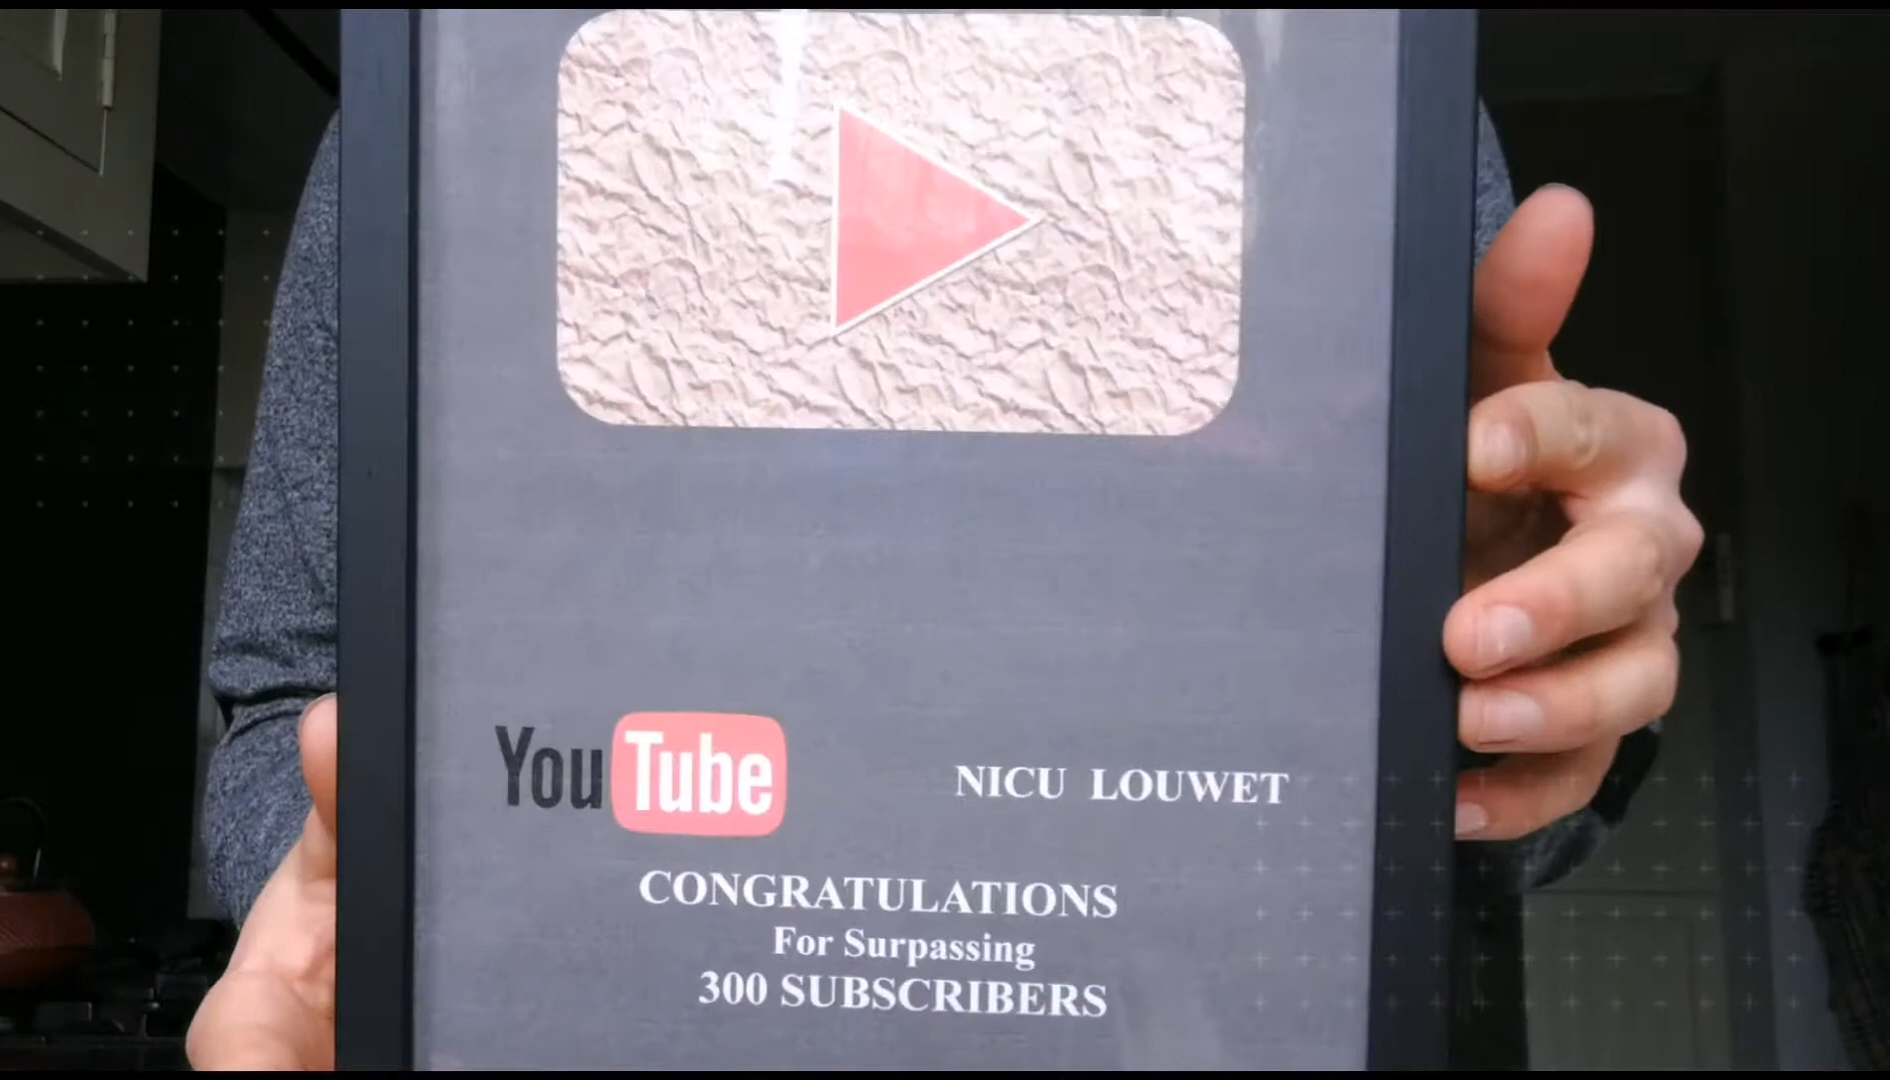 YouTube
NICU LOUWET
CONGRATULATIONS
For Surpassing
300 SUBSCRIBERS